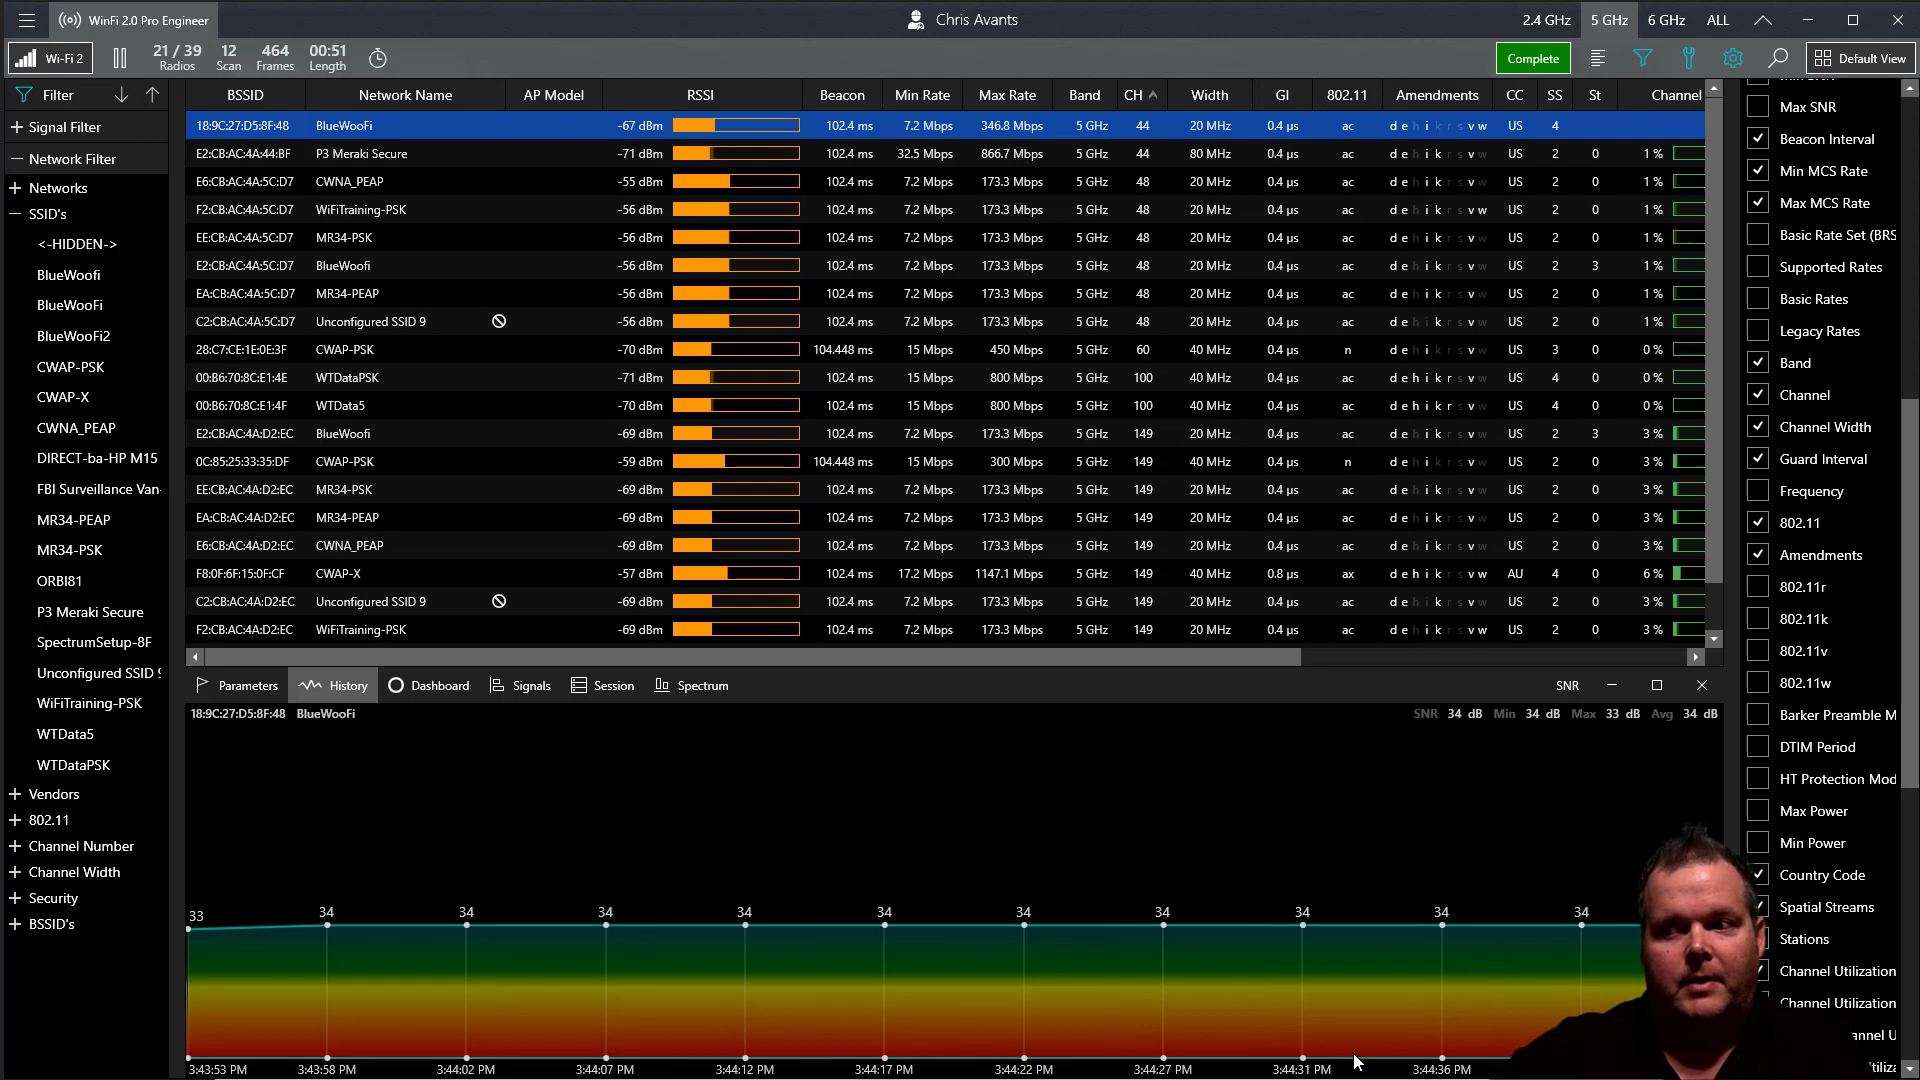 WinFi 2.0 Pro Engineer
Chris Avants
2.4 GHz 5 GHz 6 GHz ALL
Wi-Fi 2
21 / 39 Radios
12 Scan
464 Frames
00:51 Length
Complete
Default View
Filter
Signal Filter
Network Filter
Networks
SSID's
<-HIDDEN->
BlueWoofi
BlueWooFi
BlueWooFi2
CWAP-PSK
CWAP-X
CWNA_PEAP
DIRECT-ba-HP M15
FBI Surveillance Van-
MR34-PEAP
MR34-PSK
ORBI81
P3 Meraki Secure
SpectrumSetup-8F
Unconfigured SSID 9
WiFiTraining-PSK
WTData5
WTDataPSK
Vendors
802.11
Channel Number
Channel Width
Security
BSSID's
BSSID Network Name AP Model RSSI Beacon Min Rate Max Rate Band CH Width GI 802.11 Amendments CC SS St Channel
18:9C:27:D5:8F:48 BlueWooFi -67 dBm 102.4 ms 7.2 Mbps 346.8 Mbps 5 GHz 44 20 MHz 0.4 µs ac d e h i k r s v w US 4
E2:CB:AC:4A:44:BF P3 Meraki Secure -71 dBm 102.4 ms 32.5 Mbps 866.7 Mbps 5 GHz 44 80 MHz 0.4 µs ac d e h i k r s v w US 2 0 1 %
E6:CB:AC:4A:5C:D7 CWNA_PEAP -55 dBm 102.4 ms 7.2 Mbps 173.3 Mbps 5 GHz 48 20 MHz 0.4 µs ac d e h i k r s v w US 2 0 1 %
F2:CB:AC:4A:5C:D7 WiFiTraining-PSK -56 dBm 102.4 ms 7.2 Mbps 173.3 Mbps 5 GHz 48 20 MHz 0.4 µs ac d e h i k r s v w US 2 0 1 %
EE:CB:AC:4A:5C:D7 MR34-PSK -56 dBm 102.4 ms 7.2 Mbps 173.3 Mbps 5 GHz 48 20 MHz 0.4 µs ac d e h i k r s v w US 2 0 1 %
E2:CB:AC:4A:5C:D7 BlueWoofi -56 dBm 102.4 ms 7.2 Mbps 173.3 Mbps 5 GHz 48 20 MHz 0.4 µs ac d e h i k r s v w US 2 3 1 %
EA:CB:AC:4A:5C:D7 MR34-PEAP -56 dBm 102.4 ms 7.2 Mbps 173.3 Mbps 5 GHz 48 20 MHz 0.4 µs ac d e h i k r s v w US 2 0 1 %
C2:CB:AC:4A:5C:D7 Unconfigured SSID 9 -56 dBm 102.4 ms 7.2 Mbps 173.3 Mbps 5 GHz 48 20 MHz 0.4 µs ac d e h i k r s v w US 2 0 1 %
28:C7:CE:1E:0E:3F CWAP-PSK -70 dBm 104.448 ms 15 Mbps 450 Mbps 5 GHz 60 40 MHz 0.4 µs n d e h i k r s v w US 3 0 0 %
00:B6:70:8C:E1:4E WTDataPSK -71 dBm 102.4 ms 15 Mbps 800 Mbps 5 GHz 100 40 MHz 0.4 µs ac d e h i k r s v w US 4 0 0 %
00:B6:70:8C:E1:4F WTData5 -70 dBm 102.4 ms 15 Mbps 800 Mbps 5 GHz 100 40 MHz 0.4 µs ac d e h i k r s v w US 4 0 0 %
E2:CB:AC:4A:D2:EC BlueWoofi -69 dBm 102.4 ms 7.2 Mbps 173.3 Mbps 5 GHz 149 20 MHz 0.4 µs ac d e h i k r s v w US 2 3 3 %
0C:85:25:33:35:DF CWAP-PSK -59 dBm 104.448 ms 15 Mbps 300 Mbps 5 GHz 149 40 MHz 0.4 µs n d e h i k r s v w US 2 0 3 %
EE:CB:AC:4A:D2:EC MR34-PSK -69 dBm 102.4 ms 7.2 Mbps 173.3 Mbps 5 GHz 149 20 MHz 0.4 µs ac d e h i k r s v w US 2 0 3 %
EA:CB:AC:4A:D2:EC MR34-PEAP -69 dBm 102.4 ms 7.2 Mbps 173.3 Mbps 5 GHz 149 20 MHz 0.4 µs ac d e h i k r s v w US 2 0 3 %
E6:CB:AC:4A:D2:EC CWNA_PEAP -69 dBm 102.4 ms 7.2 Mbps 173.3 Mbps 5 GHz 149 20 MHz 0.4 µs ac d e h i k r s v w US 2 0 3 %
F8:0F:6F:15:0F:CF CWAP-X -57 dBm 102.4 ms 17.2 Mbps 1147.1 Mbps 5 GHz 149 40 MHz 0.8 µs ax d e h i k r s v w AU 4 0 6 %
C2:CB:AC:4A:D2:EC Unconfigured SSID 9 -69 dBm 102.4 ms 7.2 Mbps 173.3 Mbps 5 GHz 149 20 MHz 0.4 µs ac d e h i k r s v w US 2 0 3 %
F2:CB:AC:4A:D2:EC WiFiTraining-PSK -69 dBm 102.4 ms 7.2 Mbps 173.3 Mbps 5 GHz 149 20 MHz 0.4 µs ac d e h i k r s v w US 2 0 3 %
Parameters History Dashboard Signals Session Spectrum SNR
18:9C:27:D5:8F:48 BlueWooFi SNR 34 dB Min 34 dB Max 33 dB Avg 34 dB
33 34 34 34 34 34 34 34 34 34 34
3:43:53 PM 3:43:58 PM 3:44:02 PM 3:44:07 PM 3:44:12 PM 3:44:17 PM 3:44:22 PM 3:44:27 PM 3:44:31 PM 3:44:36 PM
Max SNR
Beacon Interval
Min MCS Rate
Max MCS Rate
Basic Rate Set (BRS
Supported Rates
Basic Rates
Legacy Rates
Band
Channel
Channel Width
Guard Interval
Frequency
802.11
Amendments
802.11r
802.11k
802.11v
802.11w
Barker Preamble M
DTIM Period
HT Protection Mod
Max Power
Min Power
Country Code
Spatial Streams
Stations
Channel Utilization
Channel Utilization